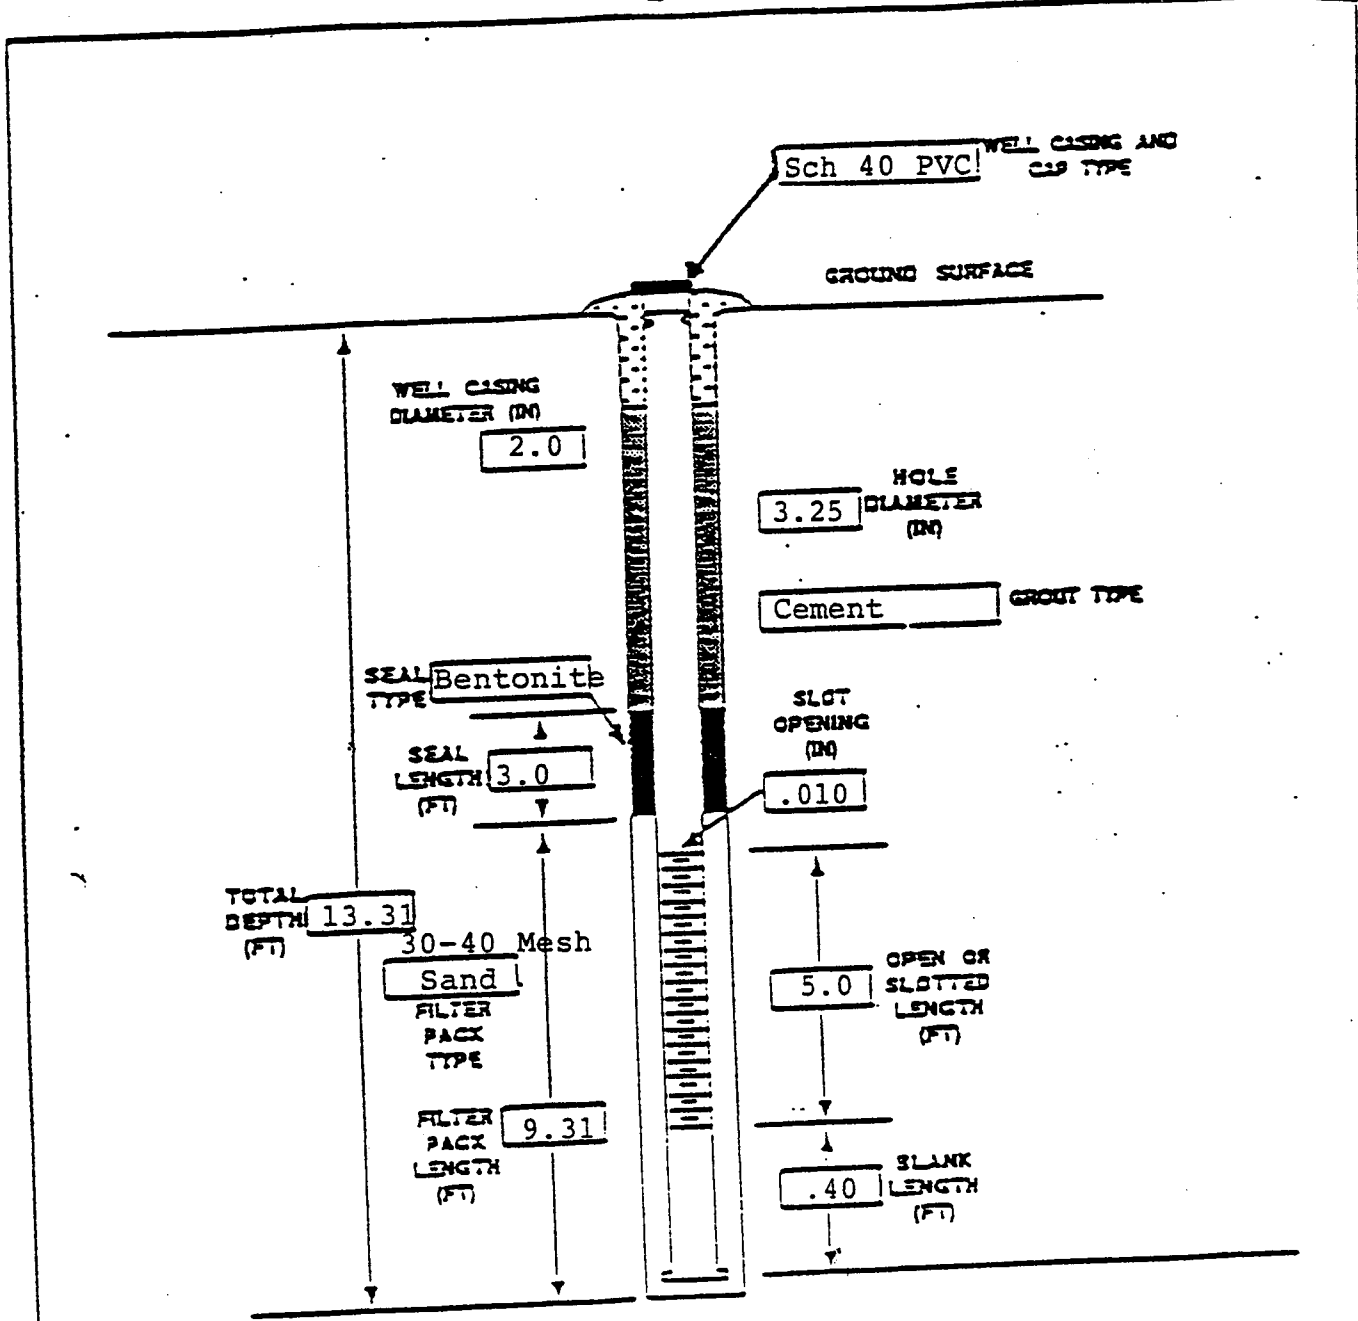 Sch 40 PVC
WELL CASING AND
CAP TYPE
GROUND SURFACE
WELL CASING
DIAMETER (IN)
2.0
3.25
HOLE
DIAMETER
(IN)
Cement
GROUT TYPE
SEAL
TYPE
Bentonite
SLOT
OPENING
(IN)
.010
SEAL
LENGTH
(FT)
3.0
TOTAL
DEPTH
(FT)
13.31
30-40 Mesh
Sand
FILTER
PACK
TYPE
5.0
OPEN OR
SLOTTED
LENGTH
(FT)
FILTER
PACK
LENGTH
(FT)
9.31
.40
BLANK
LENGTH
(FT)